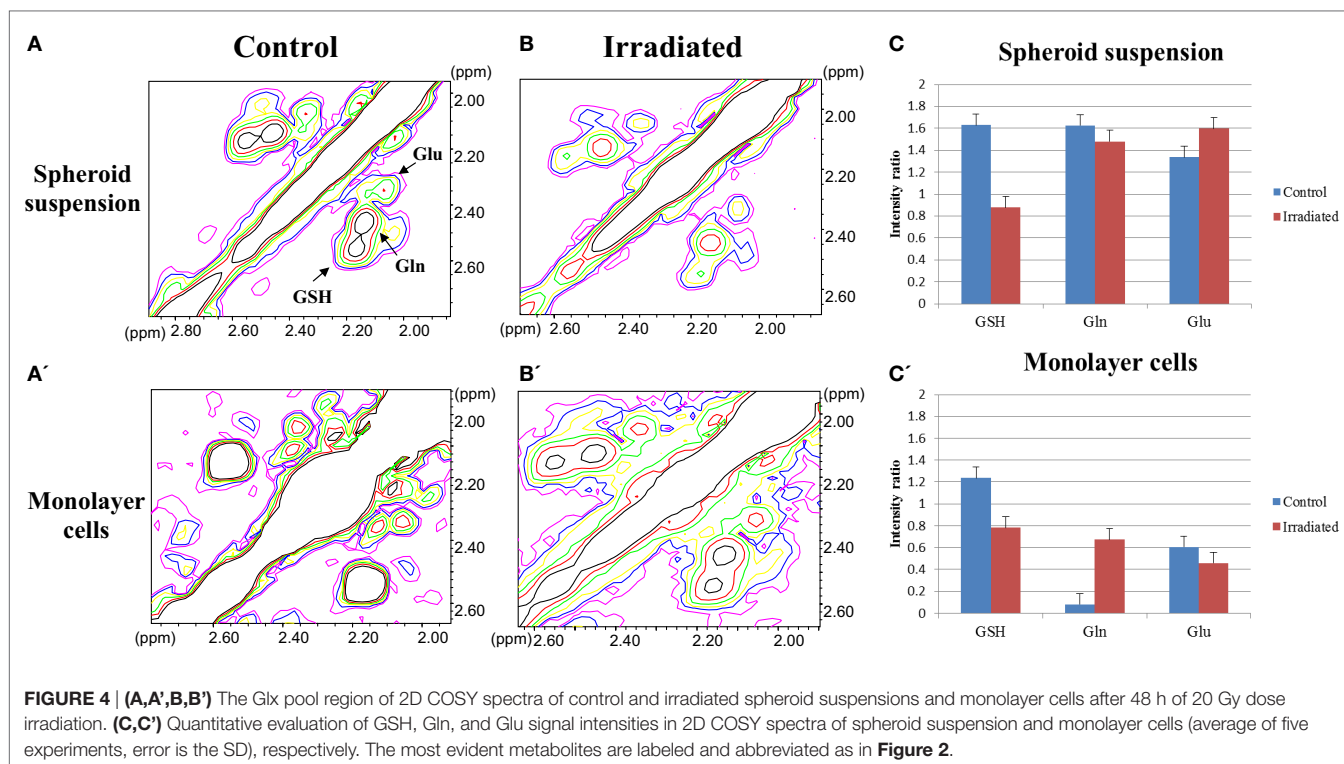 A Control B Irradiated C Spheroid suspension
(ppm) (ppm)
2.00
2.20
2.40
2.60
Glu
Gln
GSH
(ppm) 2.80 2.60 2.40 2.20 2.00
Spheroid
suspension
2.00
2.20
2.40
2.60
(ppm) 2.60 2.40 2.20 2.00
Intensity ratio
2
1.8
1.6
1.4
1.2
1
0.8
0.6
0.4
0.2
0
GSH Gln Glu
Control
Irradiated
A´ B´ C´ Monolayer cells
(ppm) (ppm)
2.00
2.20
2.40
2.60
(ppm) 2.60 2.40 2.20 2.00
Monolayer
cells
2.00
2.20
2.40
2.60
(ppm) 2.60 2.40 2.20 2.00
Intensity ratio
2
1.8
1.6
1.4
1.2
1
0.8
0.6
0.4
0.2
0
GSH Gln Glu
Control
Irradiated
FIGURE 4 | (A,A’,B,B’) The Glx pool region of 2D COSY spectra of control and irradiated spheroid suspensions and monolayer cells after 48 h of 20 Gy dose
irradiation. (C,C’) Quantitative evaluation of GSH, Gln, and Glu signal intensities in 2D COSY spectra of spheroid suspension and monolayer cells (average of five
experiments, error is the SD), respectively. The most evident metabolites are labeled and abbreviated as in Figure 2.